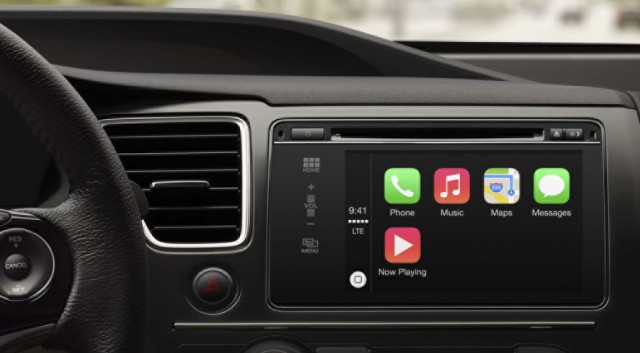 HOME
+
VOL
−
MENU
9:41
LTE
Phone
Music
Maps
Messages
Now Playing
RES
+
CANCEL
SET